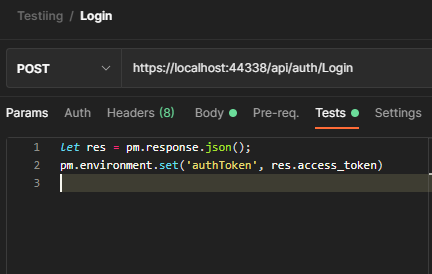 Testiing / Login
POST https://localhost:44338/api/auth/Login
Params Auth Headers (8) Body Pre-req. Tests Settings
1 let res = pm.response.json();
2 pm.environment.set('authToken', res.access_token)
3